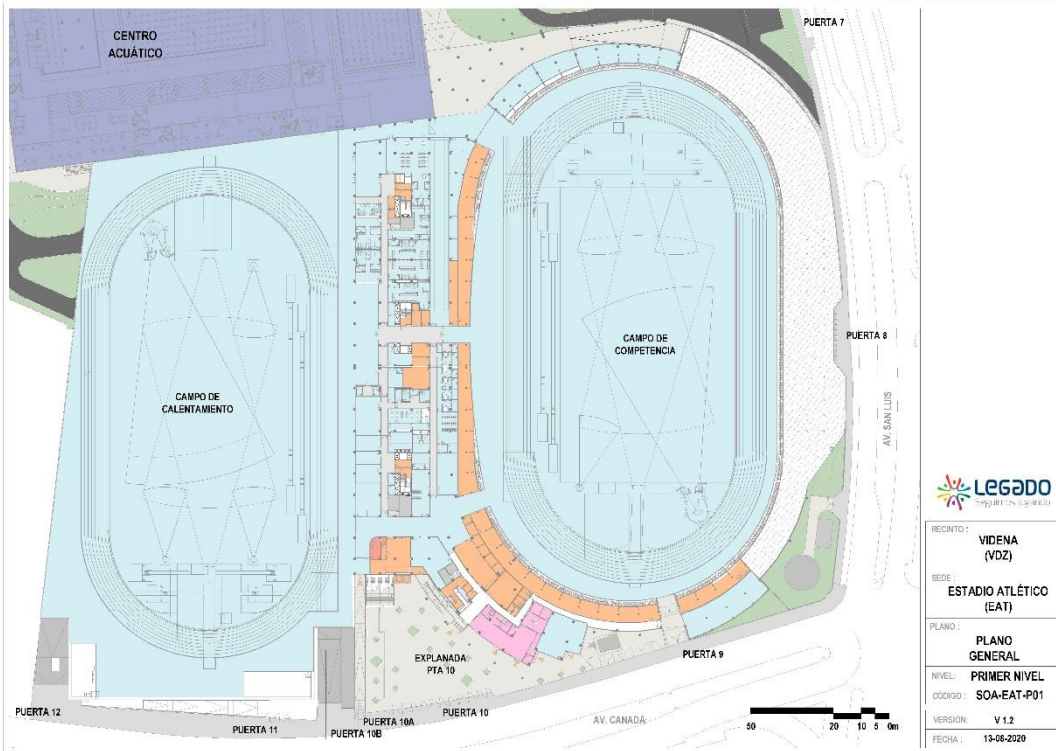 CENTRO
ACUÁTICO
PUERTA 7
CAMPO DE
COMPETENCIA
PUERTA 8
AV. SAN LUIS
CAMPO DE
CALENTAMIENTO
EXPLANADA
PTA 10
PUERTA 9
PUERTA 12
PUERTA 11
PUERTA 10B
PUERTA 10A
PUERTA 10
AV. CANADÁ
50 20 10 5 0m
LEGADO
seguimos jugando
RECINTO :
VIDENA
(VDZ)
SEDE :
ESTADIO ATLÉTICO
(EAT)
PLANO :
PLANO
GENERAL
NIVEL: PRIMER NIVEL
CÓDIGO : SOA-EAT-P01
VERSIÓN: V 1.2
FECHA : 13-08-2020